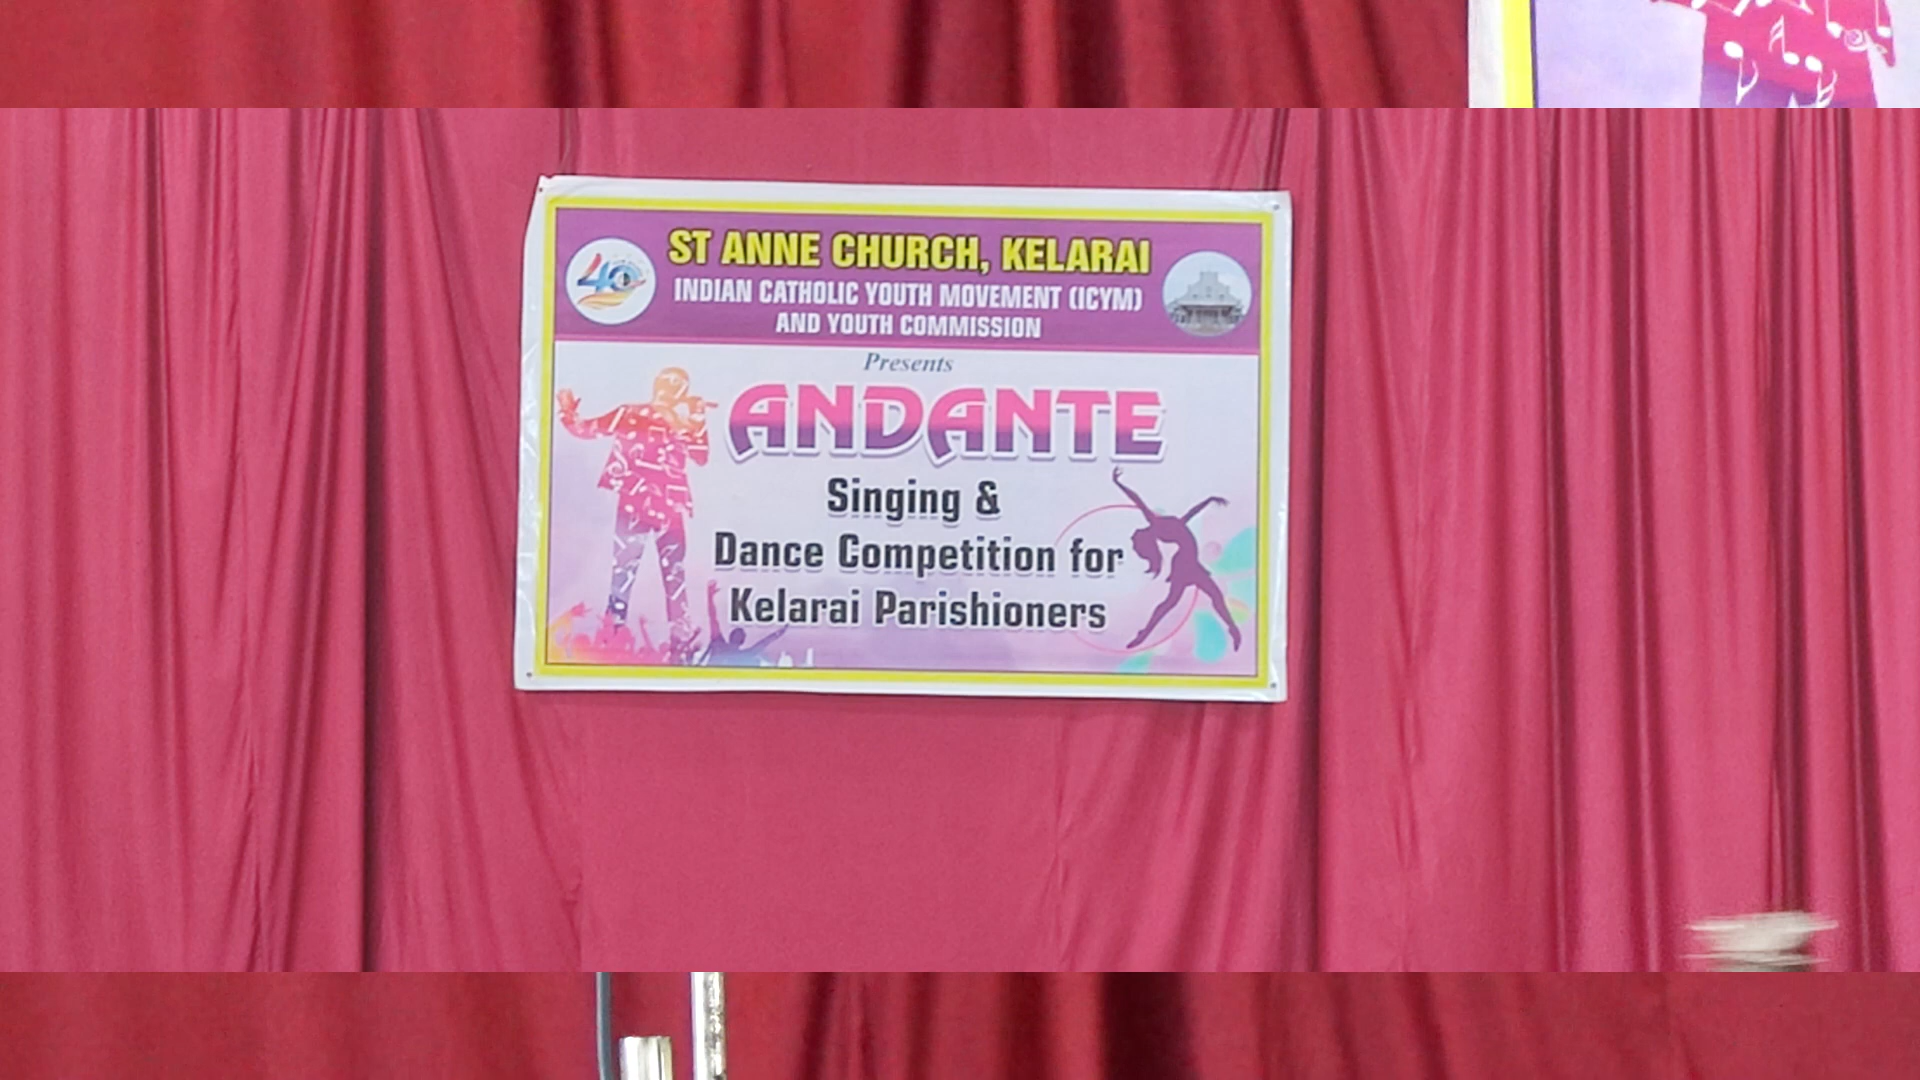 ST ANNE CHURCH, KELARAI
INDIAN CATHOLIC YOUTH MOVEMENT (ICYM)
AND YOUTH COMMISSION
Presents
ANDANTE
Singing &
Dance Competition for
Kelarai Parishioners
40